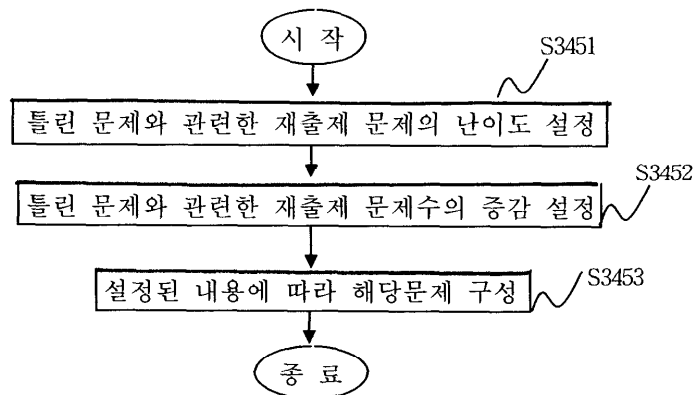 시 작
S3451
틀린 문제와 관련한 재출제 문제의 난이도 설정
S3452
틀린 문제와 관련한 재출제 문제수의 증감 설정
S3453
설정된 내용에 따라 해당문제 구성
종 료